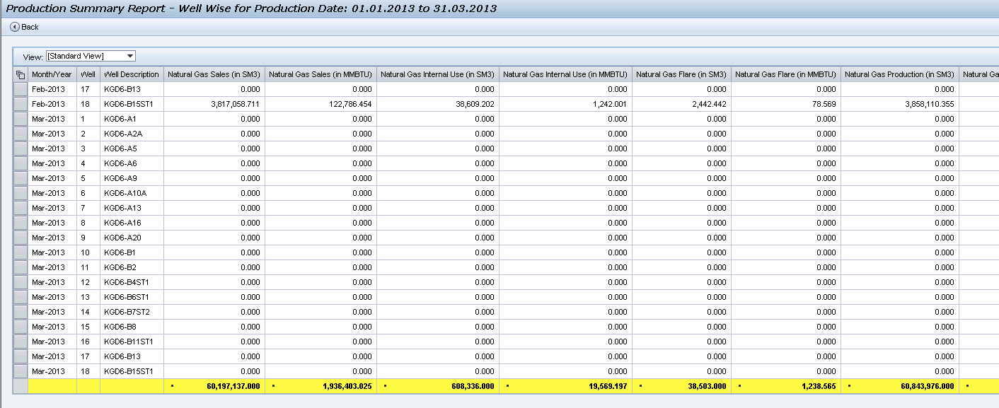 Production Summary Report - Well Wise for Production Date: 01.01.2013 to 31.03.2013
Back
View: [Standard View]
Month/Year Well Well Description Natural Gas Sales (in SM3) Natural Gas Sales (in MMBTU) Natural Gas Internal Use (in SM3) Natural Gas Internal Use (in MMBTU) Natural Gas Flare (in SM3) Natural Gas Flare (in MMBTU) Natural Gas Production (in SM3) Natural Ga
Feb-2013 17 KGD6-B13 0.000 0.000 0.000 0.000 0.000 0.000 0.000
Feb-2013 18 KGD6-B15ST1 3,817,058.711 122,786.454 38,609.202 1,242.001 2,442.442 78.569 3,858,110.355
Mar-2013 1 KGD6-A1 0.000 0.000 0.000 0.000 0.000 0.000 0.000
Mar-2013 2 KGD6-A2A 0.000 0.000 0.000 0.000 0.000 0.000 0.000
Mar-2013 3 KGD6-A5 0.000 0.000 0.000 0.000 0.000 0.000 0.000
Mar-2013 4 KGD6-A6 0.000 0.000 0.000 0.000 0.000 0.000 0.000
Mar-2013 5 KGD6-A9 0.000 0.000 0.000 0.000 0.000 0.000 0.000
Mar-2013 6 KGD6-A10A 0.000 0.000 0.000 0.000 0.000 0.000 0.000
Mar-2013 7 KGD6-A13 0.000 0.000 0.000 0.000 0.000 0.000 0.000
Mar-2013 8 KGD6-A16 0.000 0.000 0.000 0.000 0.000 0.000 0.000
Mar-2013 9 KGD6-A20 0.000 0.000 0.000 0.000 0.000 0.000 0.000
Mar-2013 10 KGD6-B1 0.000 0.000 0.000 0.000 0.000 0.000 0.000
Mar-2013 11 KGD6-B2 0.000 0.000 0.000 0.000 0.000 0.000 0.000
Mar-2013 12 KGD6-B4ST1 0.000 0.000 0.000 0.000 0.000 0.000 0.000
Mar-2013 13 KGD6-B6ST1 0.000 0.000 0.000 0.000 0.000 0.000 0.000
Mar-2013 14 KGD6-B7ST2 0.000 0.000 0.000 0.000 0.000 0.000 0.000
Mar-2013 15 KGD6-B8 0.000 0.000 0.000 0.000 0.000 0.000 0.000
Mar-2013 16 KGD6-B11ST1 0.000 0.000 0.000 0.000 0.000 0.000 0.000
Mar-2013 17 KGD6-B13 0.000 0.000 0.000 0.000 0.000 0.000 0.000
Mar-2013 18 KGD6-B15ST1 0.000 0.000 0.000 0.000 0.000 0.000 0.000
▪ 60,197,137.000 ▪ 1,936,403.025 ▪ 608,336.000 ▪ 19,569.197 ▪ 38,503.000 ▪ 1,238.565 ▪ 60,843,976.000 ▪